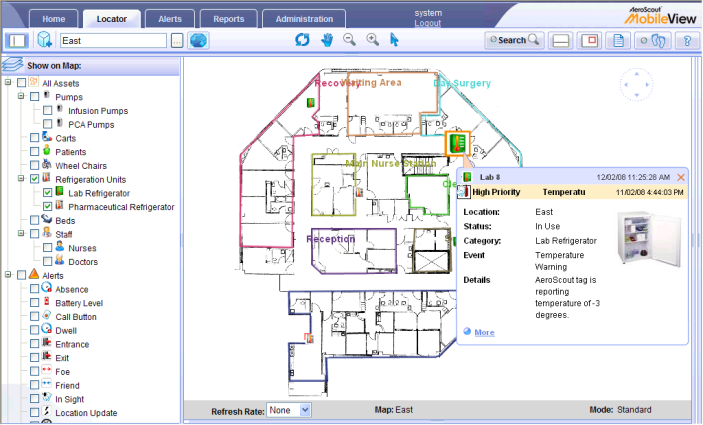 Home
Locator
Alerts
Reports
Administration
system
Logout
AeroScout
MobileView
East
...
Search
?
Show on Map:
All Assets
Pumps
Infusion Pumps
PCA Pumps
Carts
Patients
Wheel Chairs
Refrigeration Units
Lab Refrigerator
Pharmaceutical Refrigerator
Beds
Staff
Nurses
Doctors
Alerts
Absence
Battery Level
Call Button
Dwell
Entrance
Exit
Foe
Friend
In Sight
Location Update
Recovery
Waiting Area
Day Surgery
Main Nurse Station
Cle
Reception
Lab 8 12/02/08 11:25:28 AM
High Priority Temperatu 11/02/08 4:44:03 PM
Location: East
Status: In Use
Category: Lab Refrigerator
Event Temperature
Warning
Details AeroScout tag is
reporting
temperature of -3
degrees.
More
Refresh Rate: None Map: East Mode: Standard